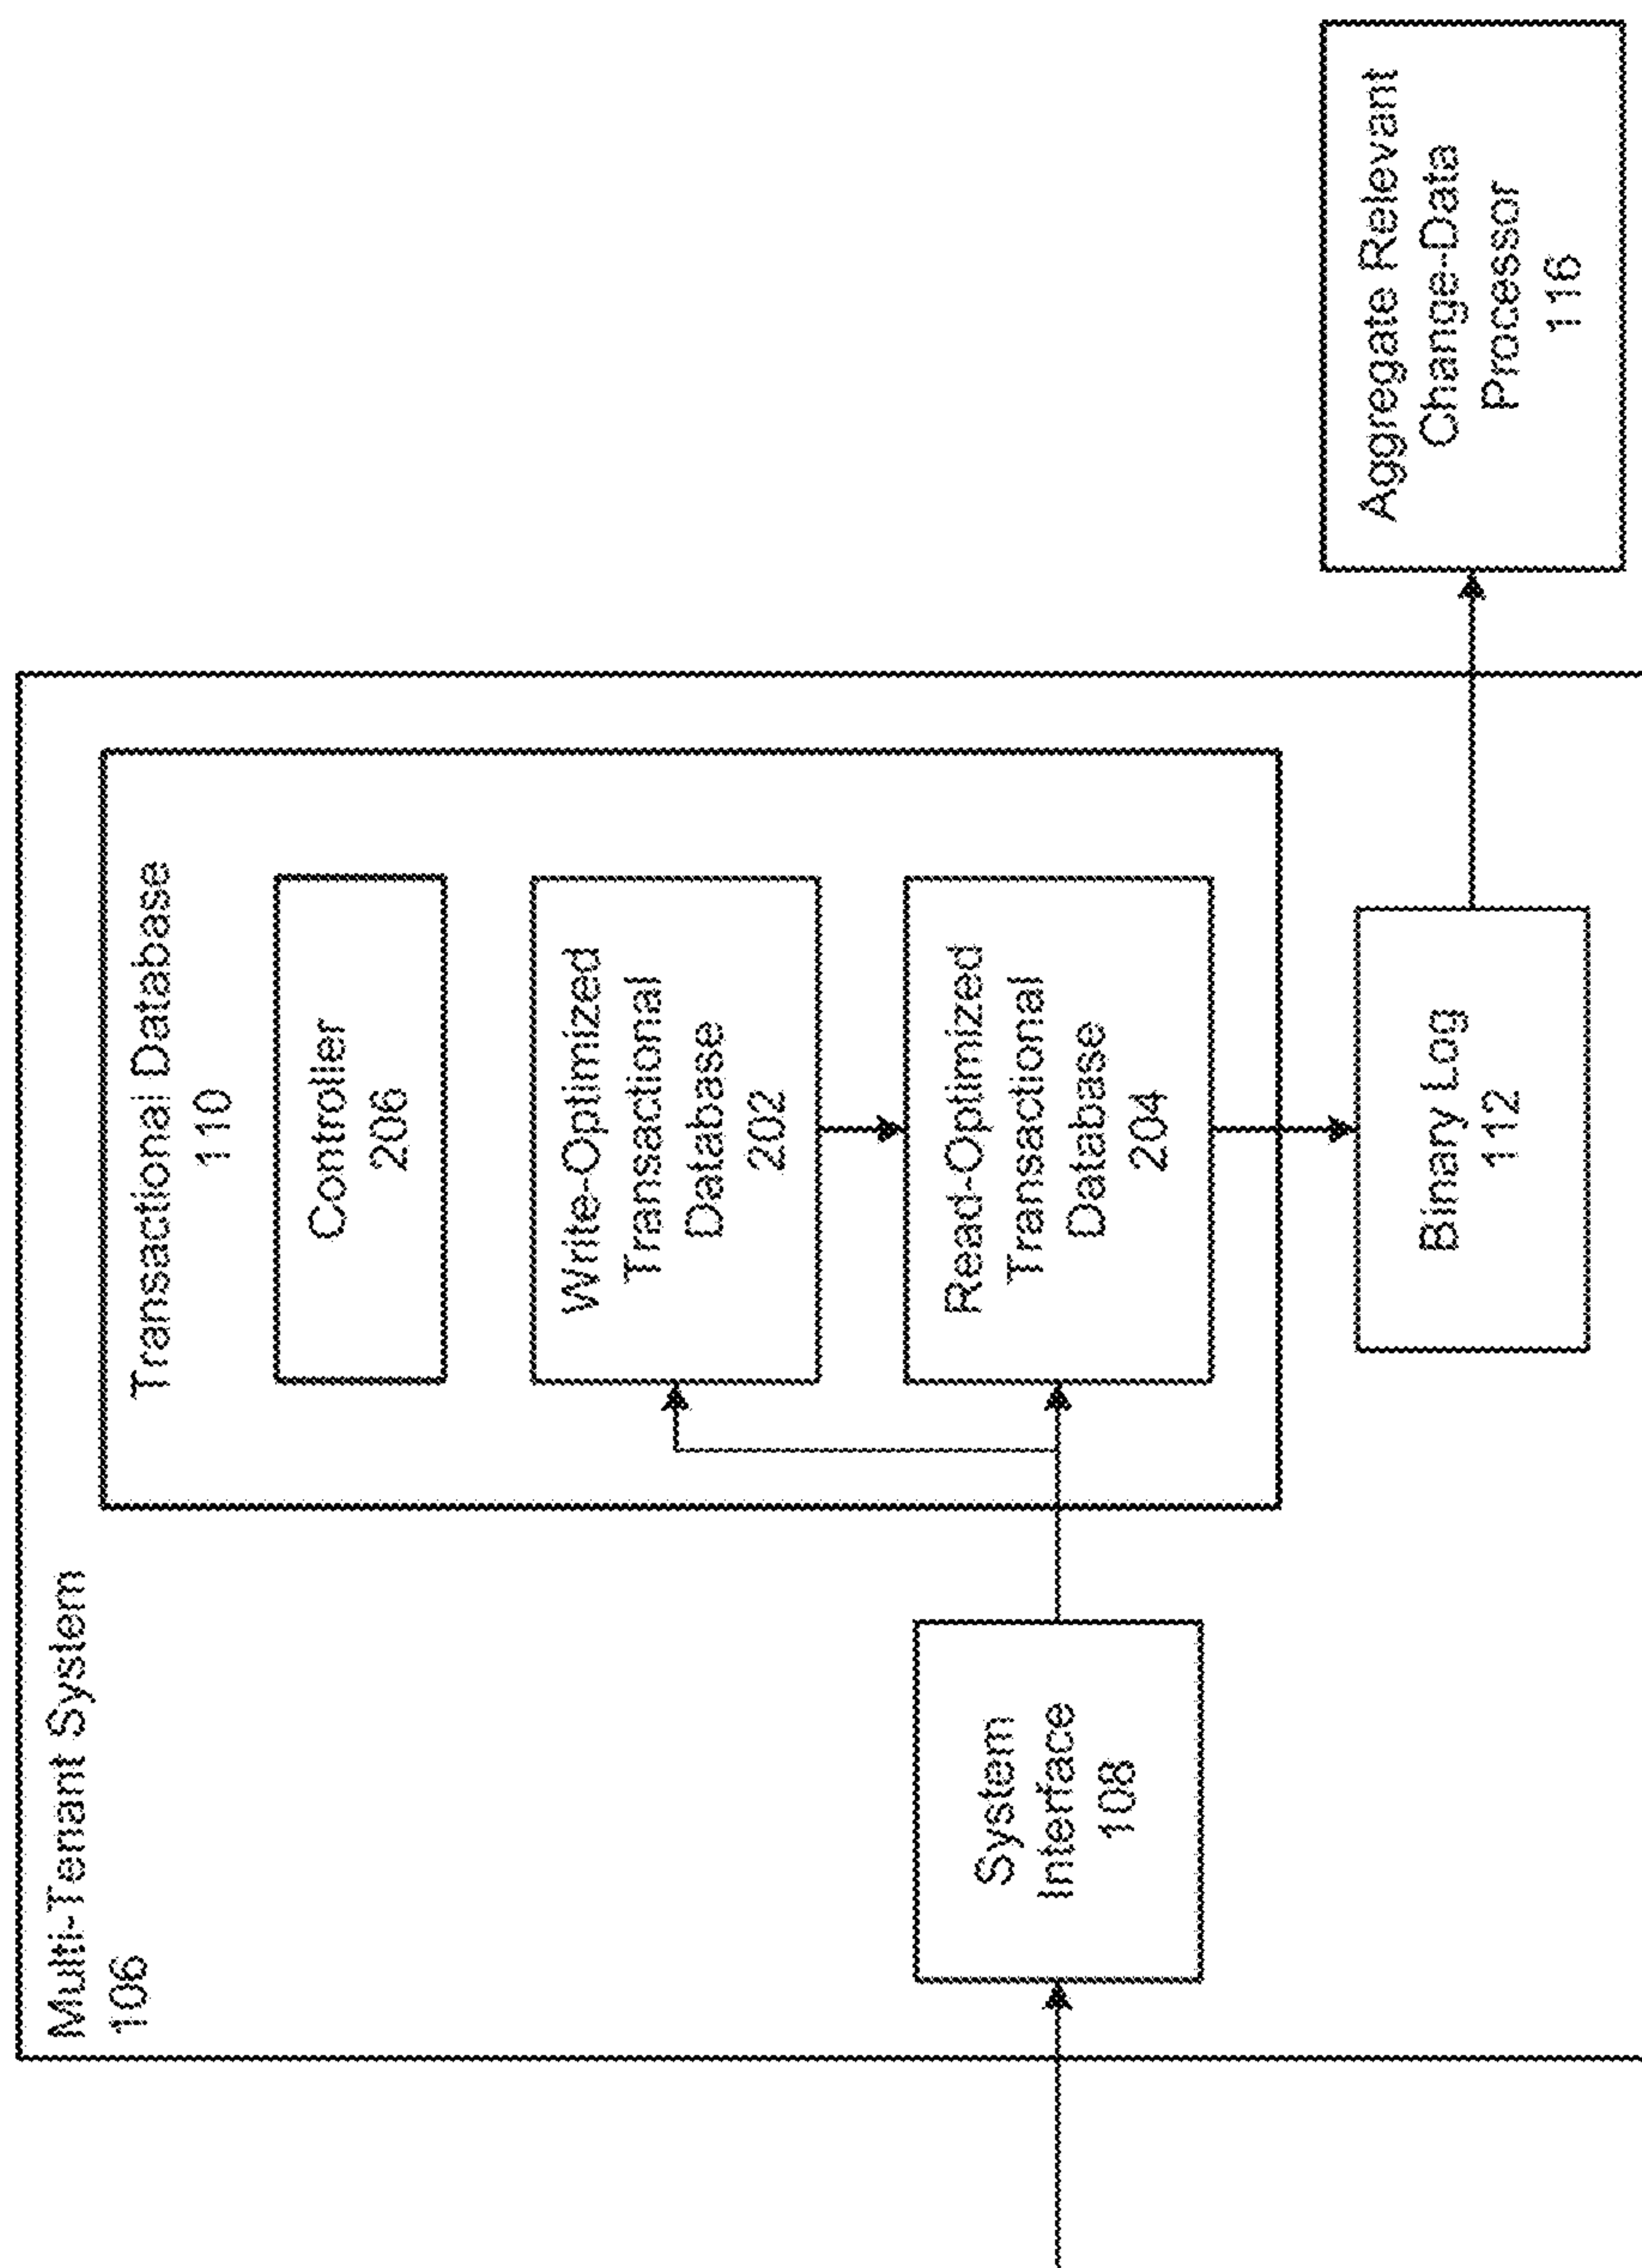 Multi-Tenant System
106
Transactional Database
110
Controller
206
Write-Optimized
Transactional
Database
202
Read-Optimized
Transactional
Database
204
System
Interface
108
Binary Log
112
Aggregate Relevant
Change-Data
Processor
116